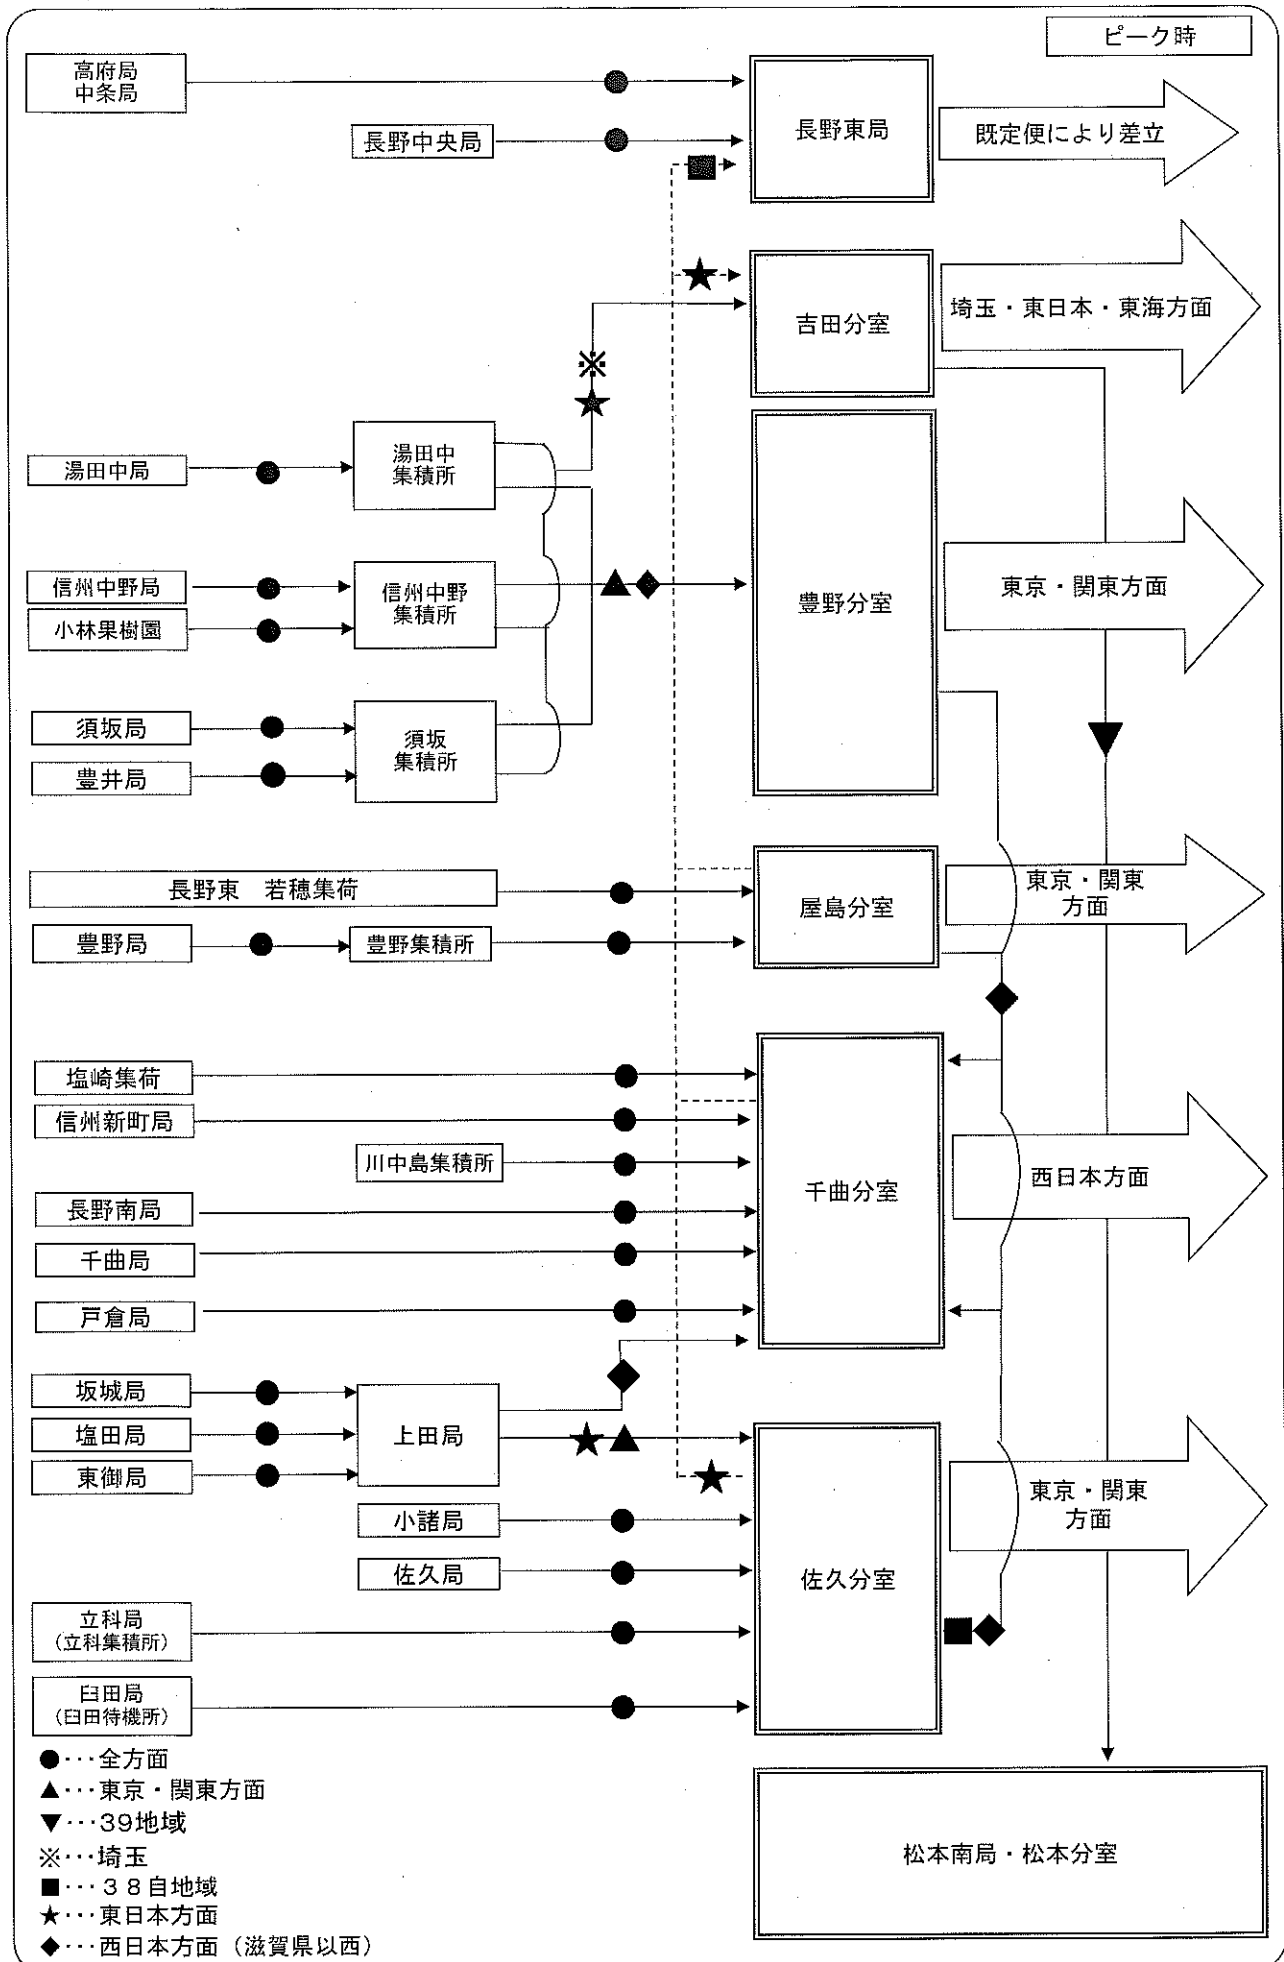 ピーク時
高府局
中条局
長野中央局
長野東局
既定便により差立
吉田分室
埼玉・東日本・東海方面
湯田中局
湯田中
集積所
信州中野局
小林果樹園
信州中野
集積所
豊野分室
東京・関東方面
須坂局
豊井局
須坂
集積所
長野東 若穂集荷
豊野局
豊野集積所
屋島分室
東京・関東
方面
塩崎集荷
信州新町局
川中島集積所
長野南局
千曲局
戸倉局
千曲分室
西日本方面
坂城局
塩田局
東御局
上田局
小諸局
佐久局
立科局
(立科集積所)
臼田局
(臼田待機所)
佐久分室
東京・関東
方面
松本南局・松本分室
●・・・全方面
▲・・・東京・関東方面
▼・・・39地域
※・・・埼玉
■・・・38自地域
★・・・東日本方面
◆・・・西日本方面(滋賀県以西)